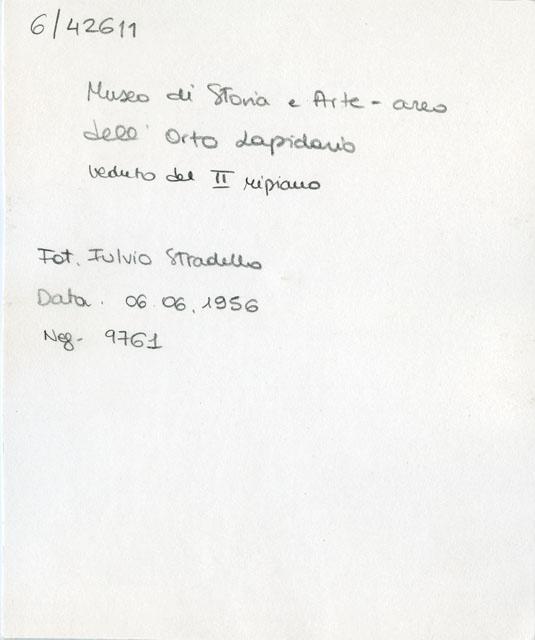 6/42611
Museo di Storia e Arte - area
dell' Orto Lapidario
veduta del II ripiano
Fot. Fulvio Stradella
Data. 06.06.1956
Neg. 9761